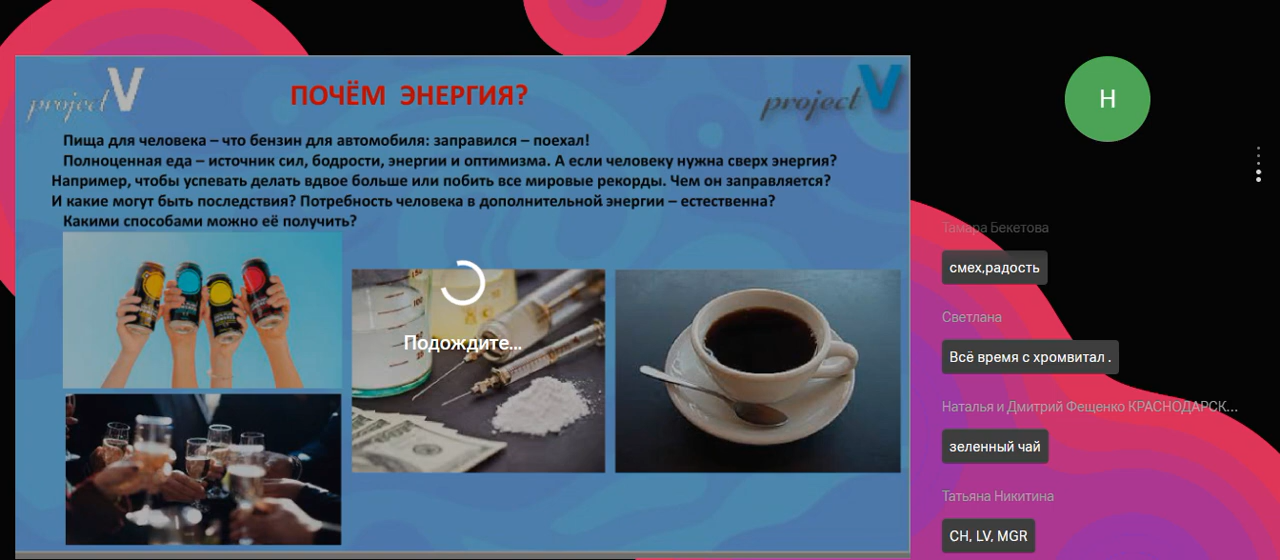 project V
ПОЧЁМ ЭНЕРГИЯ?
project V
Пища для человека – что бензин для автомобиля: заправился – поехал!
Полноценная еда – источник сил, бодрости, энергии и оптимизма. А если человеку нужна сверх энергия?
Например, чтобы успевать делать вдвое больше или побить все мировые рекорды. Чем он заправляется?
И какие могут быть последствия? Потребность человека в дополнительной энергии – естественна?
Какими способами можно её получить?
Подождите...
Н
Тамара Бекетова
смех,радость
Светлана
Всё время с хромвитал .
Наталья и Дмитрий Фещенко КРАСНОДАРСК...
зеленный чай
Татьяна Никитина
CH, LV, MGR